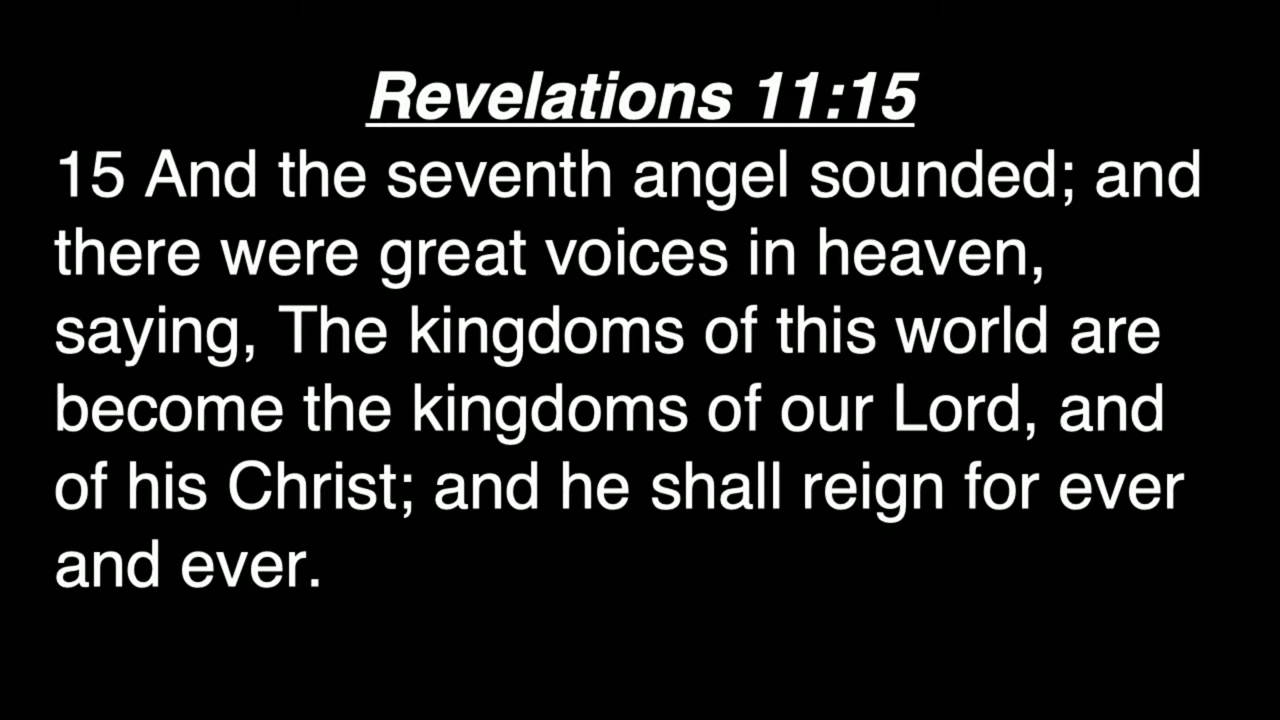 Revelations 11:15
15 And the seventh angel sounded; and
there were great voices in heaven,
saying, The kingdoms of this world are
become the kingdoms of our Lord, and
of his Christ; and he shall reign for ever
and ever.